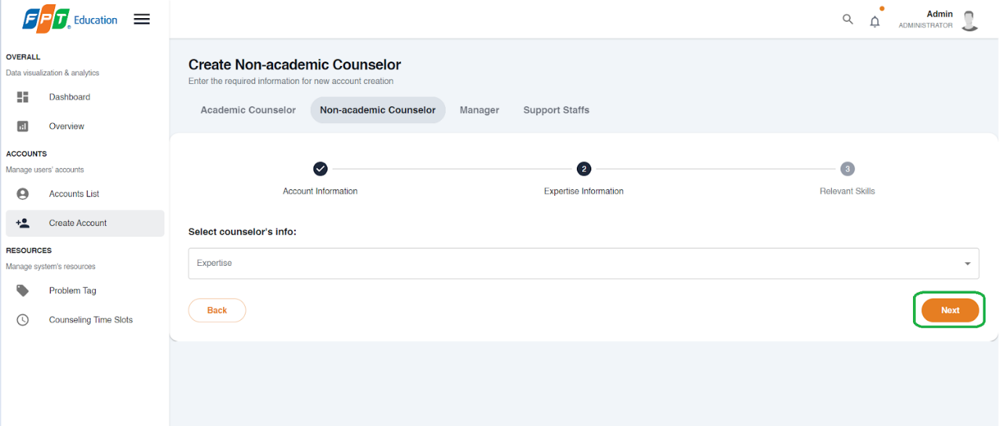 FPT Education
Admin
ADMINISTRATOR
OVERALL
Data visualization & analytics
Dashboard
Overview
ACCOUNTS
Manage users' accounts
Accounts List
Create Account
RESOURCES
Manage system's resources
Problem Tag
Counseling Time Slots
Create Non-academic Counselor
Enter the required information for new account creation
Academic Counselor
Non-academic Counselor
Manager
Support Staffs
2
3
Account Information
Expertise Information
Relevant Skills
Select counselor's info:
Expertise
Back
Next